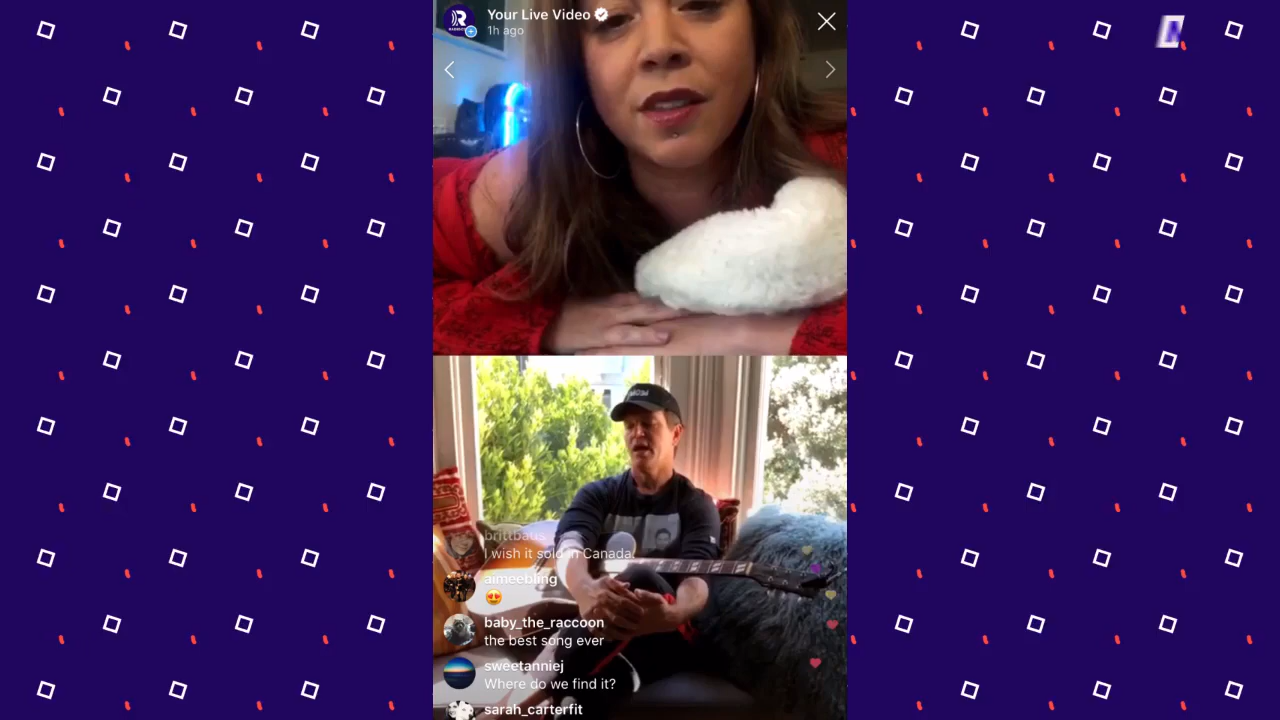 Your Live Video
1h ago
brittbatts
I wish it sold in Canada.
aimeebling
baby_the_raccoon
the best song ever
sweetanniej
Where do we find it?
sarah_carterfit